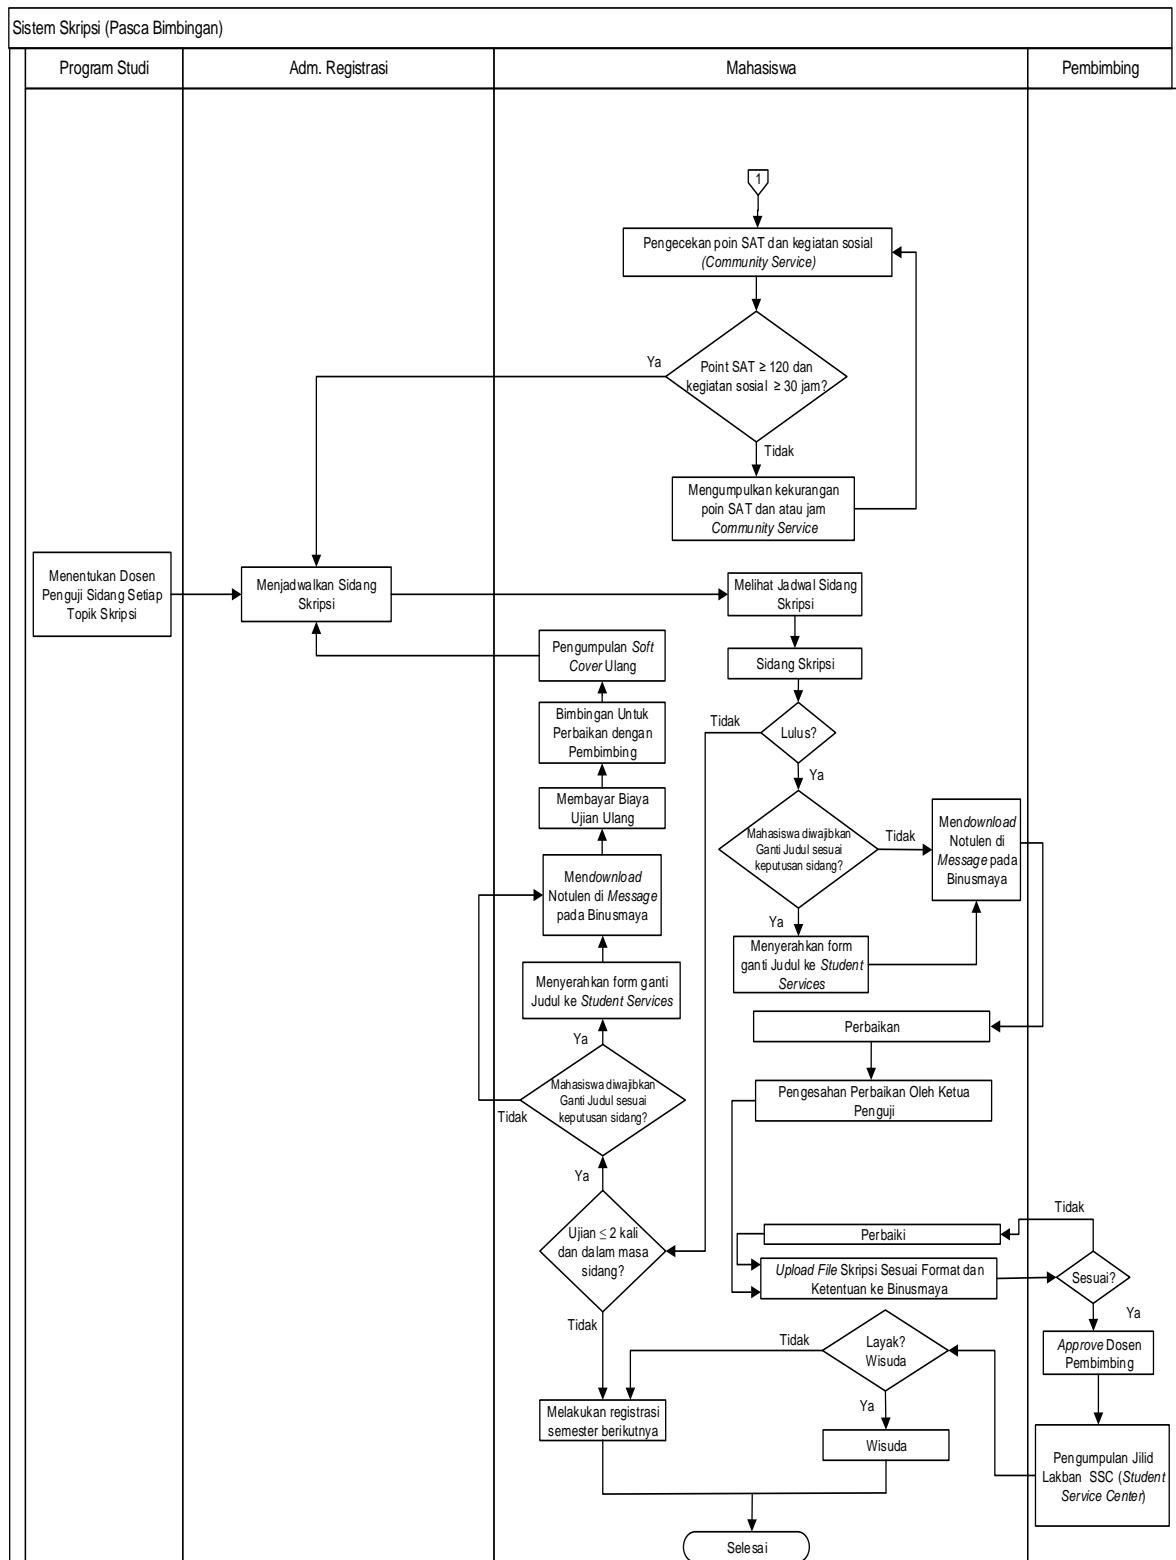 Sistem Skripsi (Pasca Bimbingan)
Program Studi
Adm. Registrasi
Mahasiswa
Pembimbing
1
Pengecekan poin SAT dan kegiatan sosial
(Community Service)
Ya
Point SAT ≥ 120 dan
kegiatan sosial ≥ 30 jam?
Tidak
Mengumpulkan kekurangan
poin SAT dan atau jam
Community Service
Menentukan Dosen
Penguji Sidang Setiap
Topik Skripsi
Menjadwalkan Sidang
Skripsi
Melihat Jadwal Sidang
Skripsi
Pengumpulan Soft
Cover Ulang
Sidang Skripsi
Bimbingan Untuk
Perbaikan dengan
Pembimbing
Tidak
Lulus?
Ya
Membayar Biaya
Ujian Ulang
Mahasiswa diwajibkan
Ganti Judul sesuai
keputusan sidang?
Tidak
Mendownload
Notulen di
Message pada
Binusmaya
Mendownload
Notulen di Message
pada Binusmaya
Ya
Menyerahkan form
ganti Judul ke Student
Services
Menyerahkan form ganti
Judul ke Student Services
Perbaikan
Ya
Mahasiswa diwajibkan
Ganti Judul sesuai
keputusan sidang?
Tidak
Pengesahan Perbaikan Oleh Ketua
Penguji
Ya
Ujian ≤ 2 kali
dan dalam masa
sidang?
Tidak
Tidak
Perbaiki
Upload File Skripsi Sesuai Format dan
Ketentuan ke Binusmaya
Sesuai?
Ya
Approve Dosen
Pembimbing
Layak?
Wisuda
Tidak
Ya
Melakukan registrasi
semester berikutnya
Wisuda
Pengumpulan Jilid
Lakban SSC (Student
Service Center)
Selesai